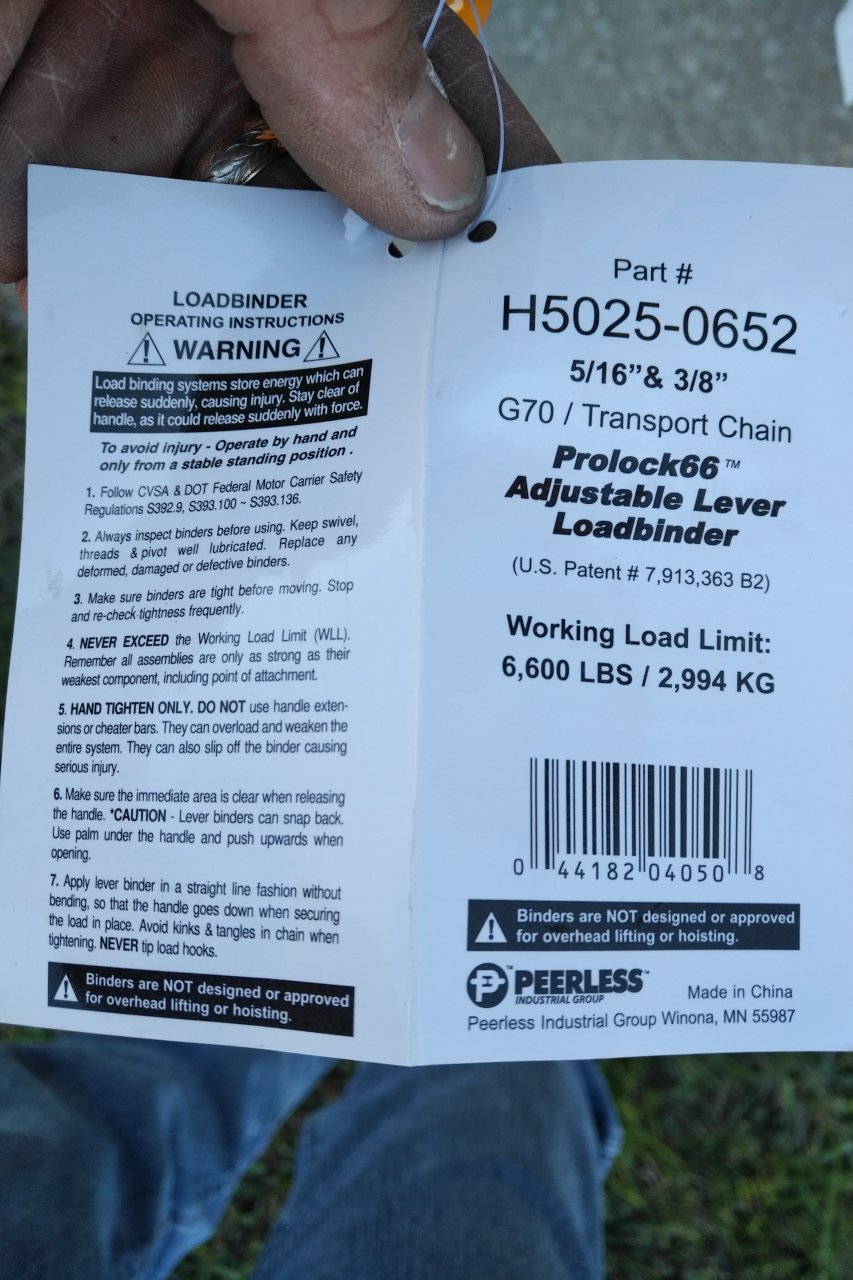 LOADBINDER
OPERATING INSTRUCTIONS
WARNING
Load binding systems store energy which can
release suddenly, causing injury. Stay clear of
handle, as it could release suddenly with force.
To avoid injury - Operate by hand and
only from a stable standing position .
1. Follow CVSA & DOT Federal Motor Carrier Safety
Regulations S392.9, S393.100 ~ S393.136.
2. Always inspect binders before using. Keep swivel,
threads & pivot well lubricated. Replace any
deformed, damaged or defective binders.
3. Make sure binders are tight before moving. Stop
and re-check tightness frequently.
4. NEVER EXCEED the Working Load Limit (WLL).
Remember all assemblies are only as strong as their
weakest component, including point of attachment.
5. HAND TIGHTEN ONLY. DO NOT use handle exten-
sions or cheater bars. They can overload and weaken the
entire system. They can also slip off the binder causing
serious injury.
6. Make sure the immediate area is clear when releasing
the handle. *CAUTION - Lever binders can snap back.
Use palm under the handle and push upwards when
opening.
7. Apply lever binder in a straight line fashion without
bending, so that the handle goes down when securing
the load in place. Avoid kinks & tangles in chain when
tightening. NEVER tip load hooks.
Binders are NOT designed or approved
for overhead lifting or hoisting.
Part #
H5025-0652
5/16”& 3/8”
G70 / Transport Chain
Prolock66™
Adjustable Lever
Loadbinder
(U.S. Patent # 7,913,363 B2)
Working Load Limit:
6,600 LBS / 2,994 KG
0 44182 04050 8
Binders are NOT designed or approved
for overhead lifting or hoisting.
P™ PEERLESS™
INDUSTRIAL GROUP
Made in China
Peerless Industrial Group Winona, MN 55987